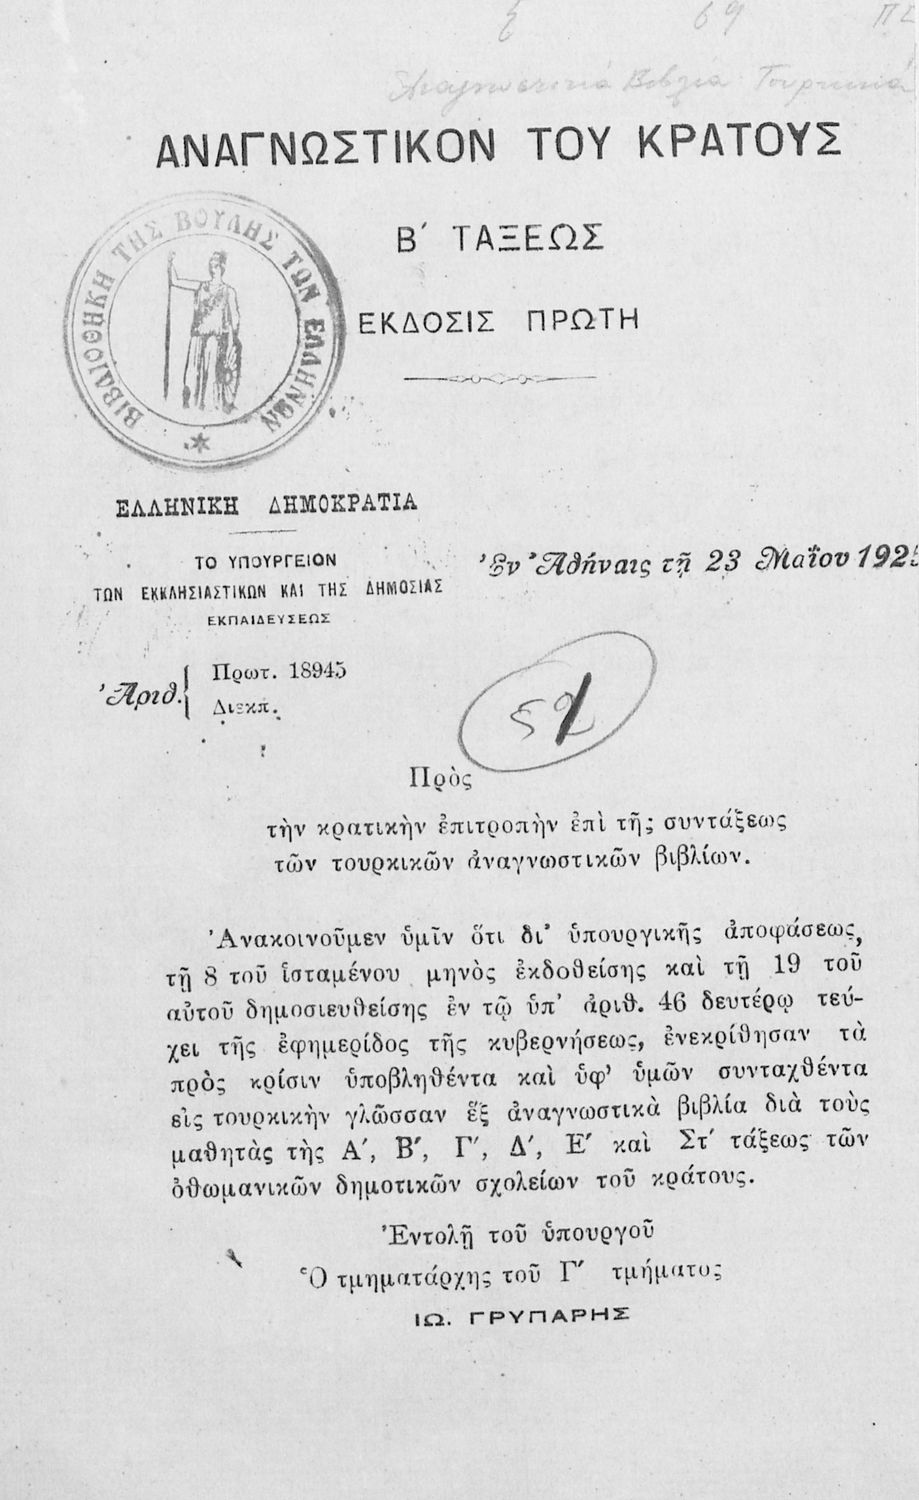 ΑΝΑΓΝΩΣΤΙΚΟΝ ΤΟΥ ΚΡΑΤΟΥΣ
Β΄ ΤΑΞΕΩΣ
ΕΚΔΟΣΙΣ ΠΡΩΤΗ
ΒΙΒΛΙΟΘΗΚΗ ΤΗΣ ΒΟΥΛΗΣ ΤΩΝ ΕΛΛΗΝΩΝ
ΕΛΛΗΝΙΚΗ ΔΗΜΟΚΡΑΤΙΑ
ΤΟ ΥΠΟΥΡΓΕΙΟΝ
ΤΩΝ ΕΚΚΛΗΣΙΑΣΤΙΚΩΝ ΚΑΙ ΤΗΣ ΔΗΜΟΣΙΑΣ
ΕΚΠΑΙΔΕΥΣΕΩΣ
Ἐν Ἀθήναις τῇ 23 Μαΐου 1925
Ἀριθ. Πρωτ. 18945
Διεκπ.
Πρὸς
τὴν κρατικὴν ἐπιτροπὴν ἐπὶ τῆς συντάξεως
τῶν τουρκικῶν ἀναγνωστικῶν βιβλίων.
Ἀνακοινοῦμεν ὑμῖν ὅτι δι' ὑπουργικῆς ἀποφάσεως,
τῇ 8 τοῦ ἱσταμένου μηνὸς ἐκδοθείσης καὶ τῇ 19 τοῦ
αὐτοῦ δημοσιευθείσης ἐν τῷ ὑπ' ἀριθ. 46 δευτέρῳ τεύ-
χει τῆς ἐφημερίδος τῆς κυβερνήσεως, ἐνεκρίθησαν τὰ
πρὸς κρίσιν ὑποβληθέντα καὶ ὑφ' ὑμῶν συνταχθέντα
εἰς τουρκικὴν γλῶσσαν ἓξ ἀναγνωστικὰ βιβλία διὰ τοὺς
μαθητὰς τῆς Α΄, Β΄, Γ΄, Δ΄, Ε΄ καὶ Στ΄ τάξεως τῶν
ὀθωμανικῶν δημοτικῶν σχολείων τοῦ κράτους.
Ἐντολῇ τοῦ ὑπουργοῦ
Ὁ τμηματάρχης τοῦ Γ΄ τμήματος
ΙΩ. ΓΡΥΠΑΡΗΣ